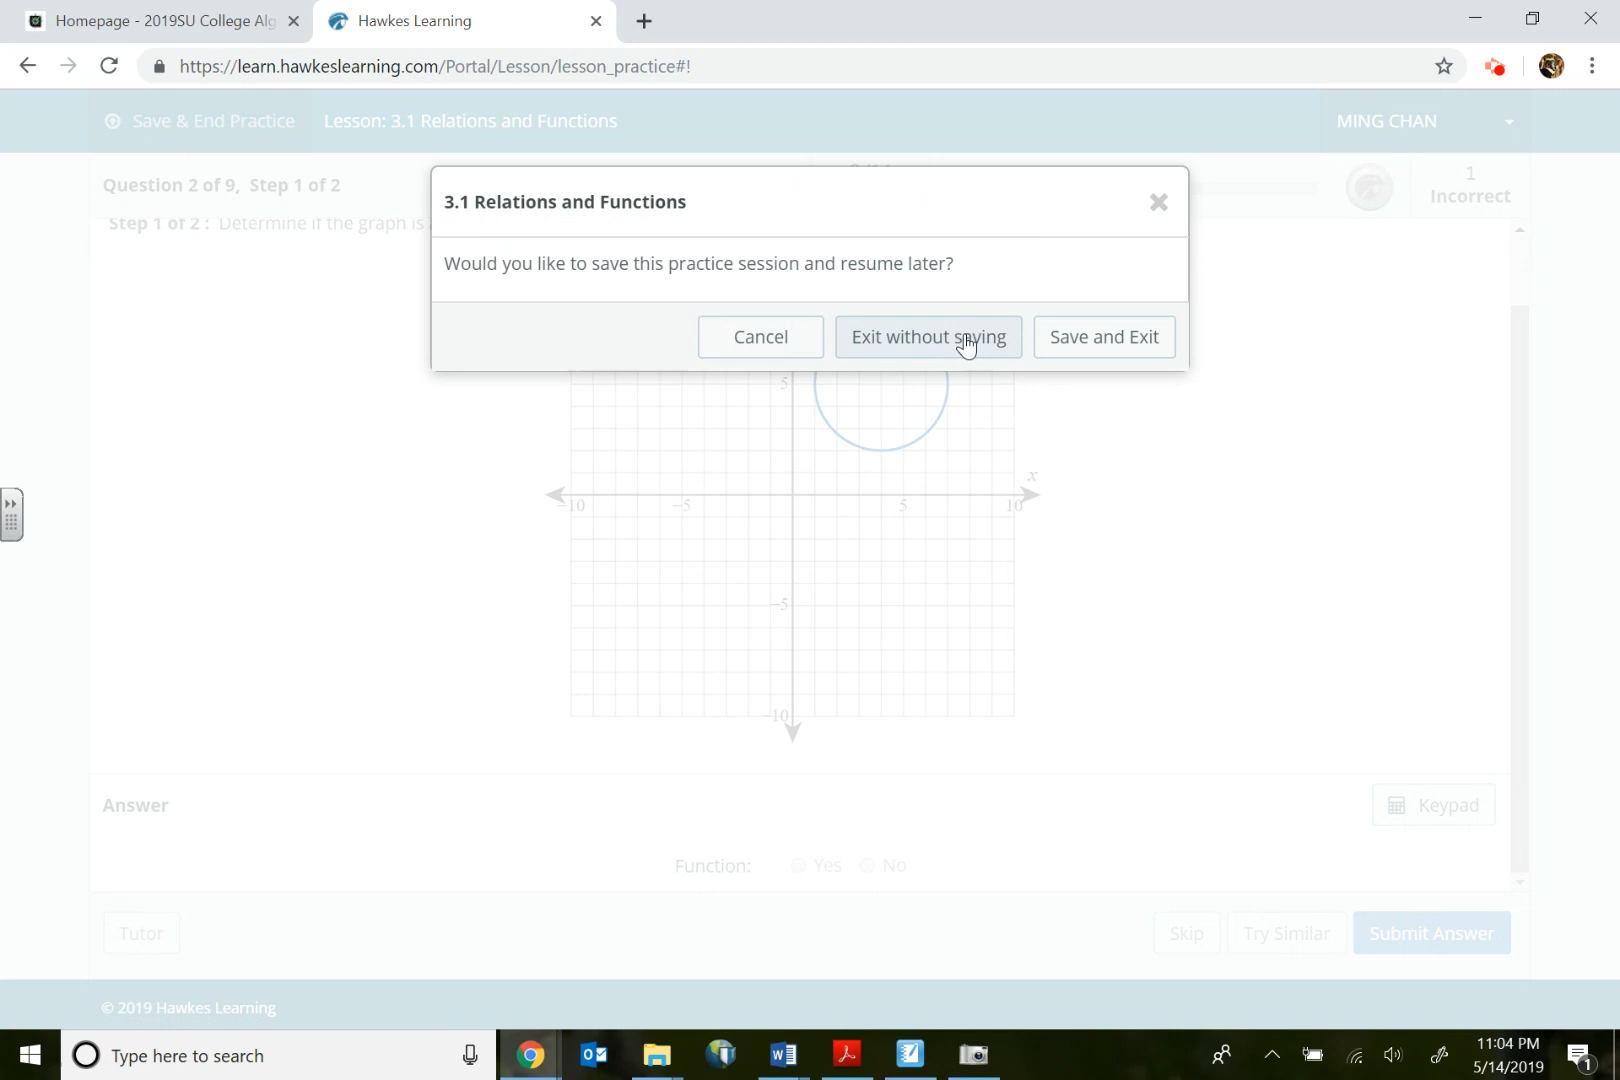 Homepage - 2019SU College Alg
Hawkes Learning
https://learn.hawkeslearning.com/Portal/Lesson/lesson_practice#!
Save & End Practice
Lesson: 3.1 Relations and Functions
MING CHAN
Question 2 of 9, Step 1 of 2
1
Incorrect
Step 1 of 2 : Determine if the graph is
3.1 Relations and Functions
Would you like to save this practice session and resume later?
Cancel
Exit without saving
Save and Exit
5
x
−10
−5
5
10
−5
−10
Answer
Keypad
Function:
Yes
No
Tutor
Skip
Try Similar
Submit Answer
© 2019 Hawkes Learning
Type here to search
11:04 PM
5/14/2019
1